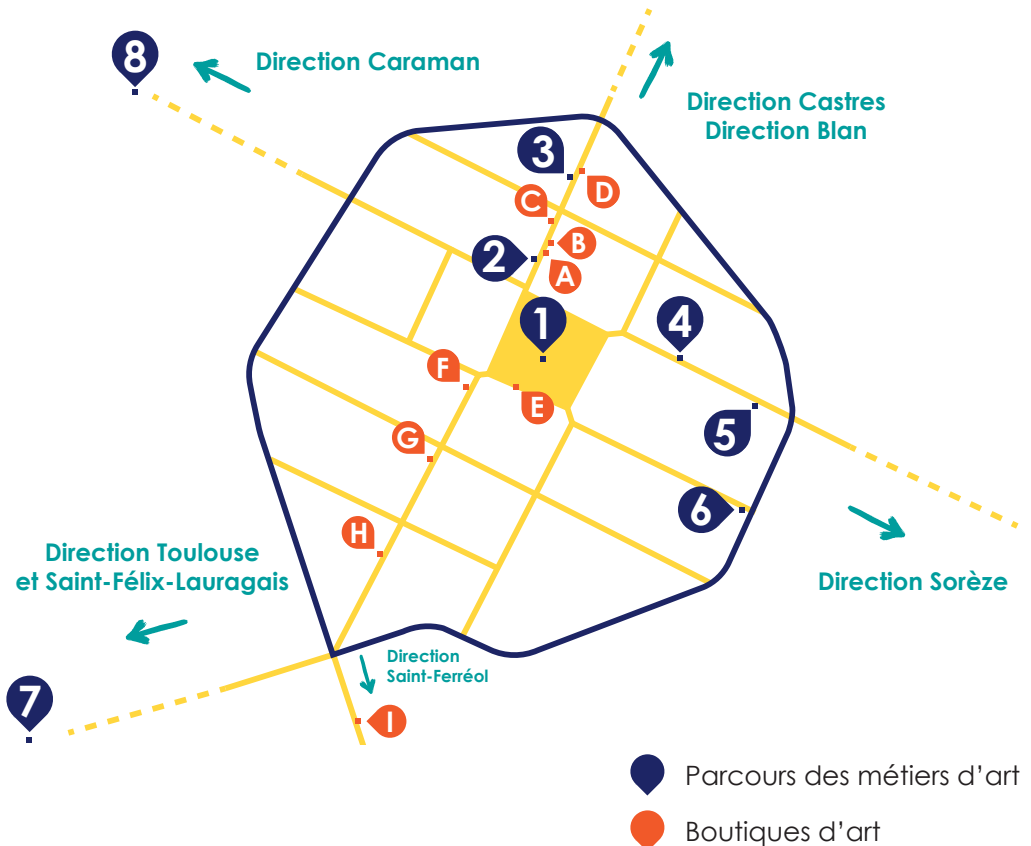 8
Direction Caraman
Direction Castres
Direction Blan
3
D
C
B
2
A
1
4
F
E
5
G
6
H
Direction Toulouse
et Saint-Félix-Lauragais
Direction Sorèze
Direction
Saint-Ferréol
7
I
Parcours des métiers d’art
Boutiques d’art